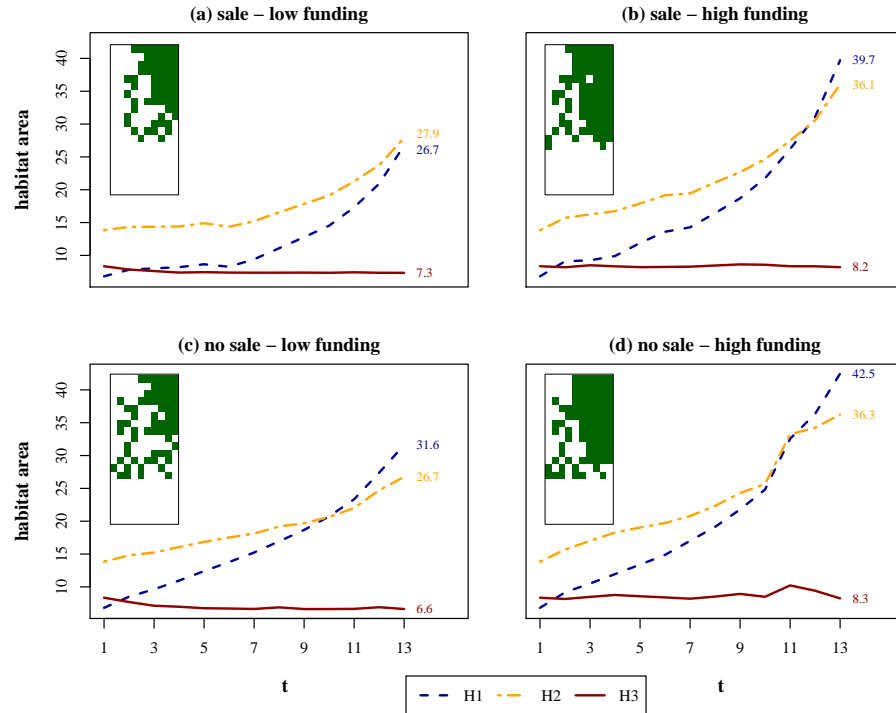 (a) sale – low funding
(b) sale – high funding
habitat area
40
35
30
25
20
15
10
27.9
26.7
7.3
39.7
36.1
8.2
(c) no sale – low funding
(d) no sale – high funding
habitat area
40
35
30
25
20
15
10
31.6
26.7
6.6
42.5
36.3
8.3
1 3 5 7 9 11 13
1 3 5 7 9 11 13
t
t
H1 H2 H3